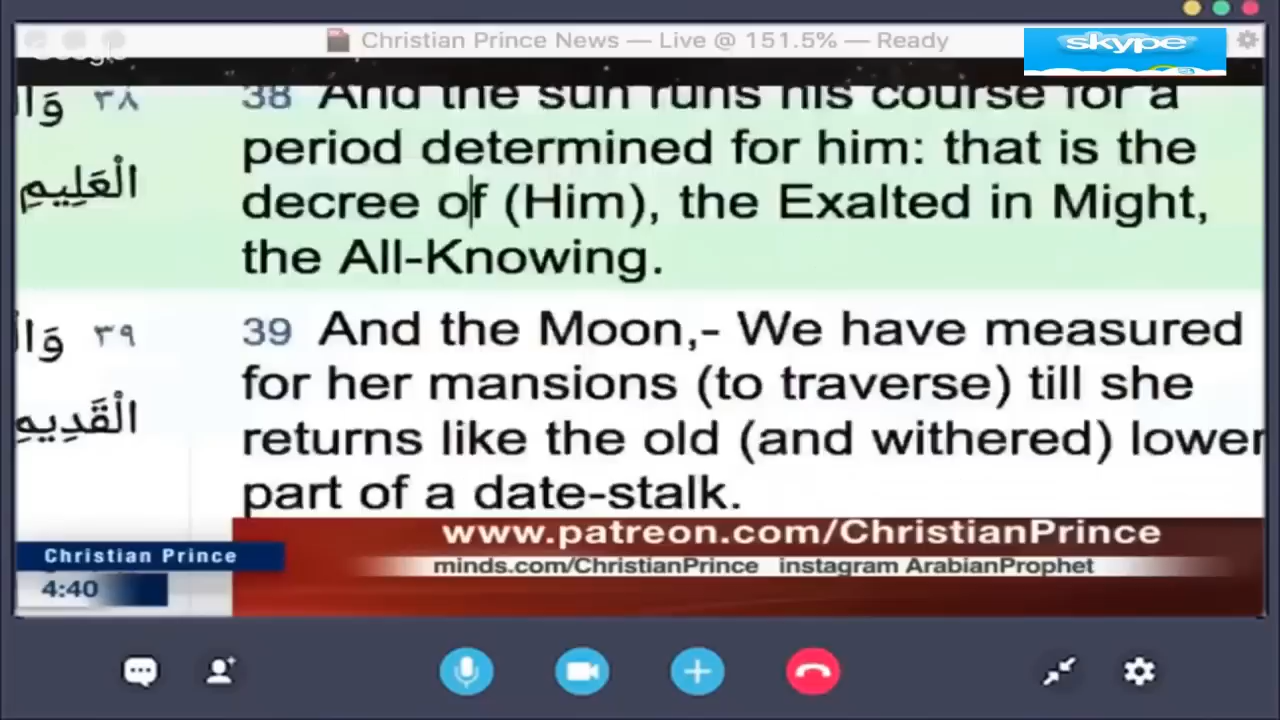 Christian Prince News — Live @ 151.5% — Ready
skype
Google
٣٨ وَال
38 And the sun runs his course for a
period determined for him: that is the
الْعَلِيمِ
decree of (Him), the Exalted in Might,
the All-Knowing.
٣٩ وَالْ
39 And the Moon,- We have measured
for her mansions (to traverse) till she
الْقَدِيمِ
returns like the old (and withered) lower
part of a date-stalk.
www.patreon.com/ChristianPrince
Christian Prince
minds.com/ChristianPrince instagram ArabianProphet
4:40